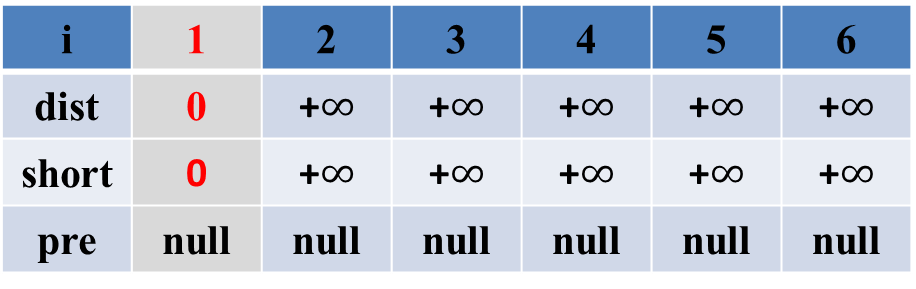 i 1 2 3 4 5 6
dist 0 +∞ +∞ +∞ +∞ +∞
short 0 +∞ +∞ +∞ +∞ +∞
pre null null null null null null